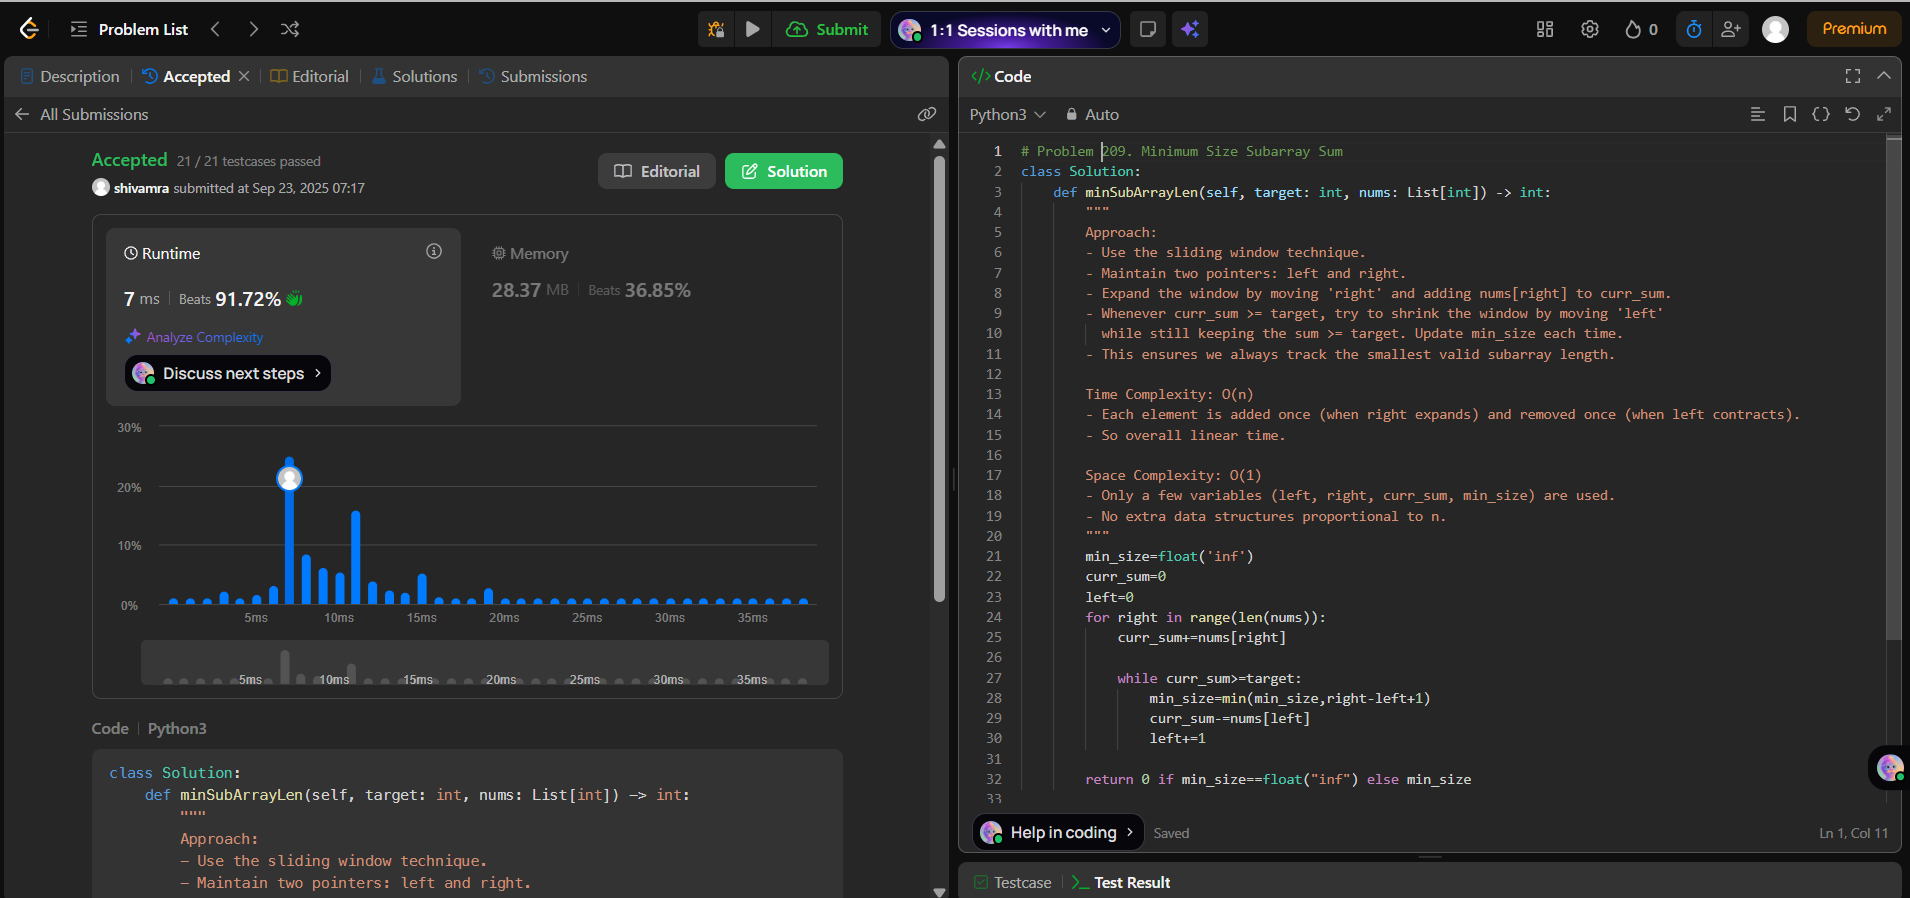 Problem List
Submit
1:1 Sessions with me
0
Premium
Description
Accepted
Editorial
Solutions
Submissions
All Submissions
Accepted 21 / 21 testcases passed
shivamra submitted at Sep 23, 2025 07:17
Editorial
Solution
Runtime
7 ms Beats 91.72%
Analyze Complexity
Discuss next steps
Memory
28.37 MB Beats 36.85%
30%
20%
10%
0%
5ms 10ms 15ms 20ms 25ms 30ms 35ms
5ms 10ms 15ms 20ms 25ms 30ms 35ms
Code Python3
class Solution:
def minSubArrayLen(self, target: int, nums: List[int]) -> int:
"""
Approach:
- Use the sliding window technique.
- Maintain two pointers: left and right.
</> Code
Python3 Auto
1 # Problem 209. Minimum Size Subarray Sum
2 class Solution:
3 def minSubArrayLen(self, target: int, nums: List[int]) -> int:
4 """
5 Approach:
6 - Use the sliding window technique.
7 - Maintain two pointers: left and right.
8 - Expand the window by moving 'right' and adding nums[right] to curr_sum.
9 - Whenever curr_sum >= target, try to shrink the window by moving 'left'
10 while still keeping the sum >= target. Update min_size each time.
11 - This ensures we always track the smallest valid subarray length.
12
13 Time Complexity: O(n)
14 - Each element is added once (when right expands) and removed once (when left contracts).
15 - So overall linear time.
16
17 Space Complexity: O(1)
18 - Only a few variables (left, right, curr_sum, min_size) are used.
19 - No extra data structures proportional to n.
20 """
21 min_size=float('inf')
22 curr_sum=0
23 left=0
24 for right in range(len(nums)):
25 curr_sum+=nums[right]
26
27 while curr_sum>=target:
28 min_size=min(min_size,right-left+1)
29 curr_sum-=nums[left]
30 left+=1
31
32 return 0 if min_size==float("inf") else min_size
33
Help in coding
Saved
Ln 1, Col 11
Testcase
Test Result